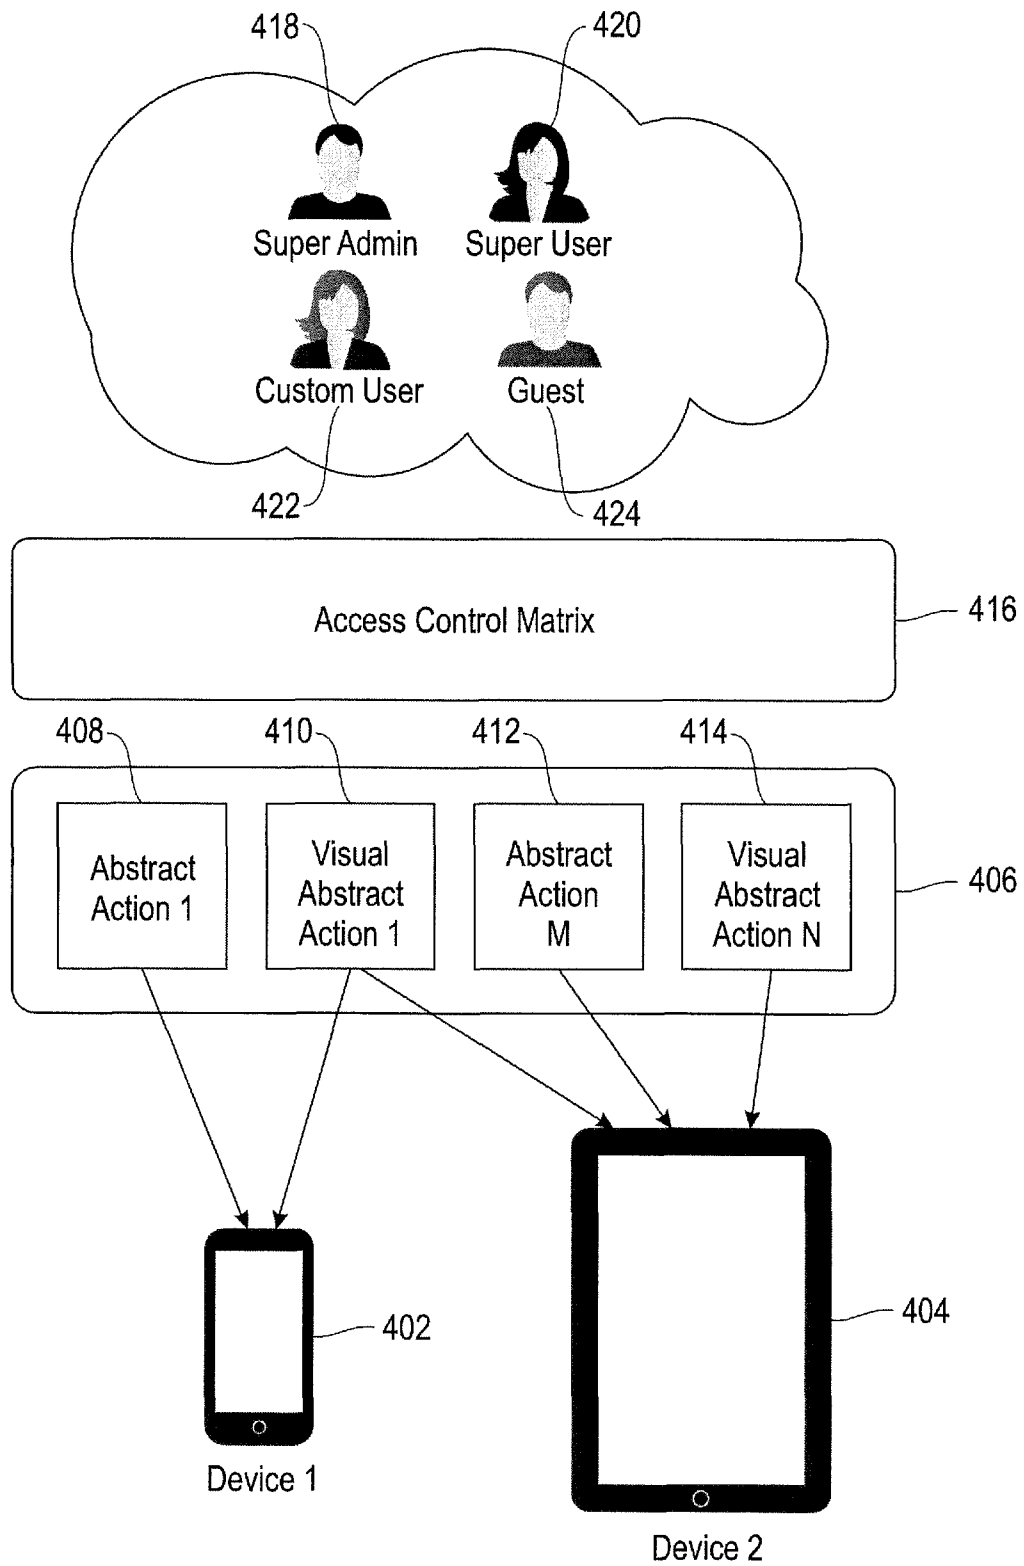 418
420
Super Admin
Super User
Custom User
Guest
422
424
Access Control Matrix
416
408
410
412
414
Abstract
Action 1
Visual
Abstract
Action 1
Abstract
Action
M
Visual
Abstract
Action N
406
402
404
Device 1
Device 2